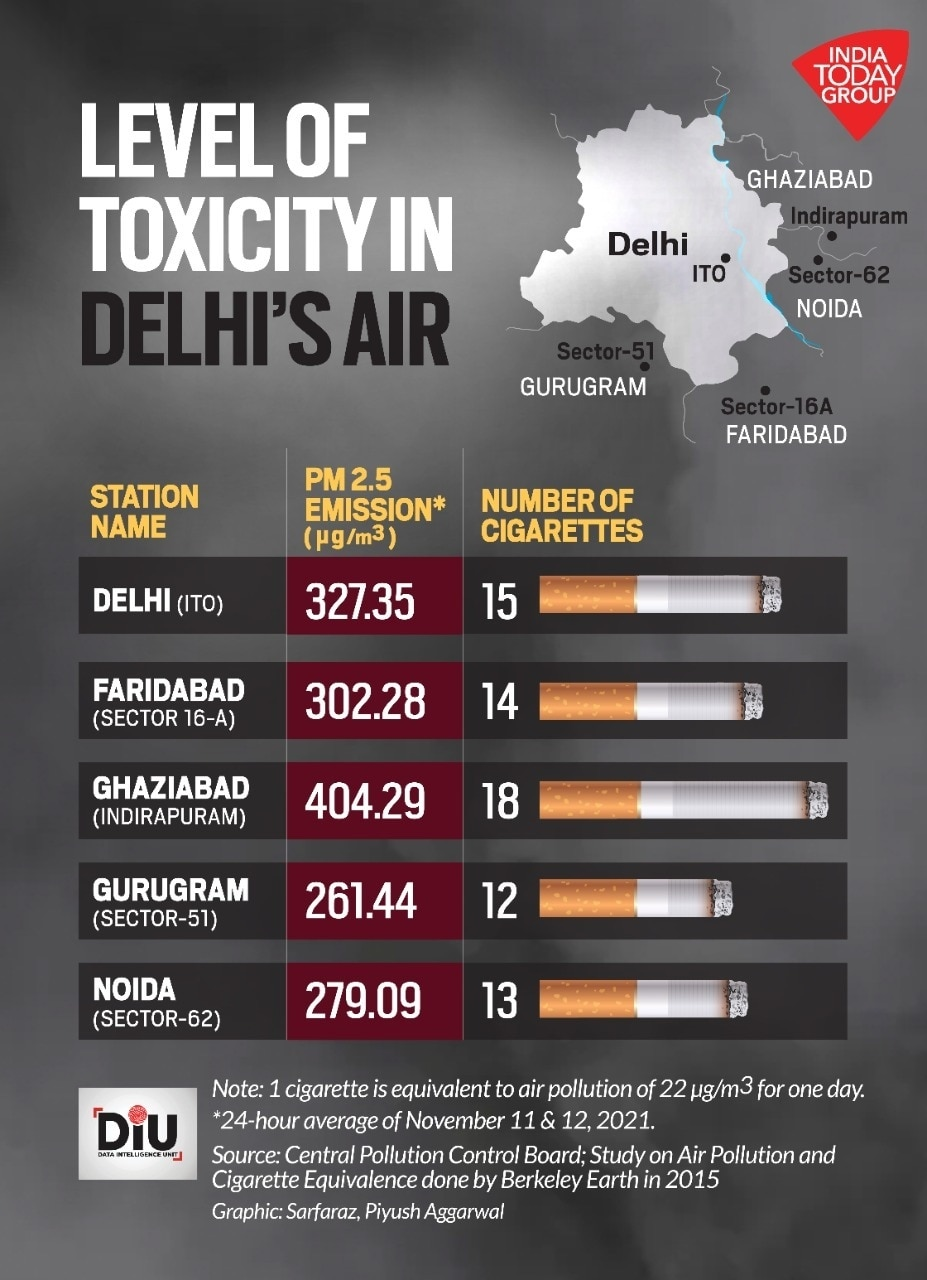 INDIA
TODAY
GROUP
LEVEL OF
TOXICITY IN
DELHI'S AIR
GHAZIABAD
Indirapuram
Delhi
ITO
Sector-62
NOIDA
Sector-51
GURUGRAM
Sector-16A
FARIDABAD
STATION
NAME
PM 2.5
EMISSION*
(µg/m3)
NUMBER OF
CIGARETTES
DELHI (ITO) 327.35 15
FARIDABAD
(SECTOR 16-A)
302.28 14
GHAZIABAD
(INDIRAPURAM)
404.29 18
GURUGRAM
(SECTOR-51)
261.44 12
NOIDA
(SECTOR-62)
279.09 13
DiU
DATA INTELLIGENCE UNIT
Note: 1 cigarette is equivalent to air pollution of 22 µg/m3 for one day.
*24-hour average of November 11 & 12, 2021.
Source: Central Pollution Control Board; Study on Air Pollution and
Cigarette Equivalence done by Berkeley Earth in 2015
Graphic: Sarfaraz, Piyush Aggarwal